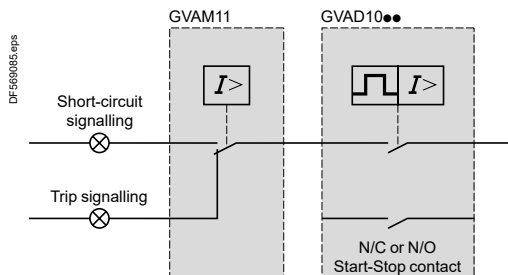 GVAM11
GVAD10●●
DF569085.eps
I>
I>
Short-circuit
signalling
Trip signalling
N/C or N/O
Start-Stop contact